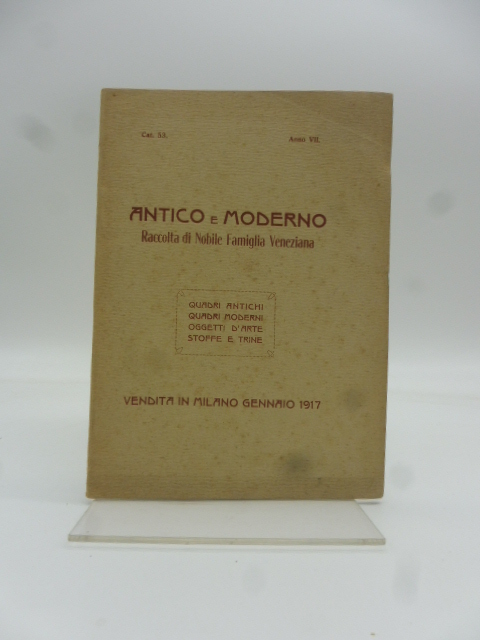 Cat. 53.
Anno VII.
ANTICO E MODERNO
Raccolta di Nobile Famiglia Veneziana
QUADRI ANTICHI
QUADRI MODERNI
OGGETTI D'ARTE
STOFFE E TRINE
VENDITA IN MILANO GENNAIO 1917